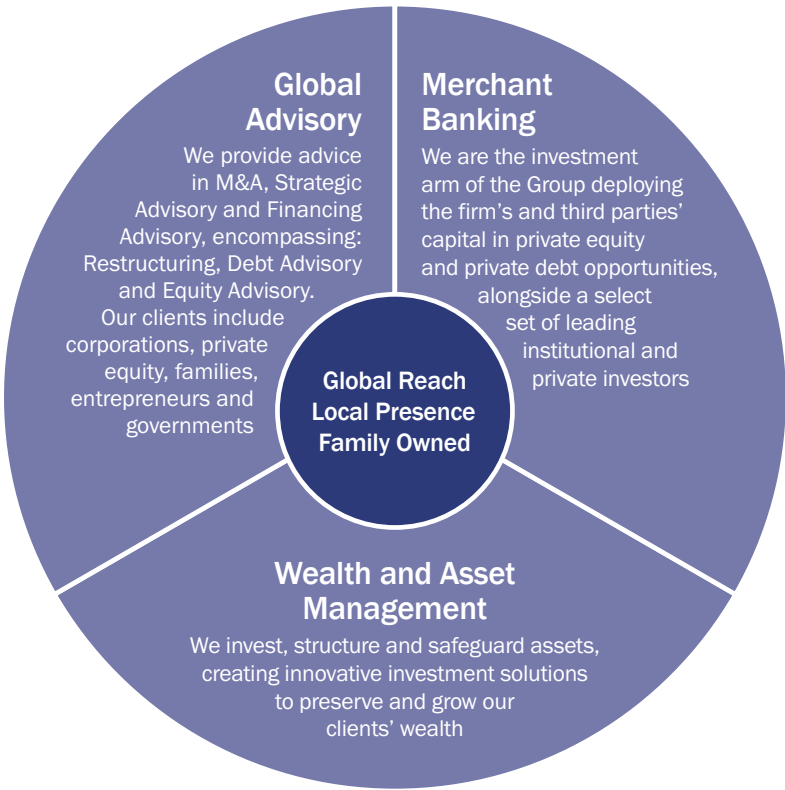 Global
Advisory
We provide advice
in M&A, Strategic
Advisory and Financing
Advisory, encompassing:
Restructuring, Debt Advisory
and Equity Advisory.
Our clients include
corporations, private
equity, families,
entrepreneurs and
governments
Merchant
Banking
We are the investment
arm of the Group deploying
the firm’s and third parties’
capital in private equity
and private debt opportunities,
alongside a select
set of leading
institutional and
private investors
Global Reach
Local Presence
Family Owned
Wealth and Asset
Management
We invest, structure and safeguard assets,
creating innovative investment solutions
to preserve and grow our
clients’ wealth